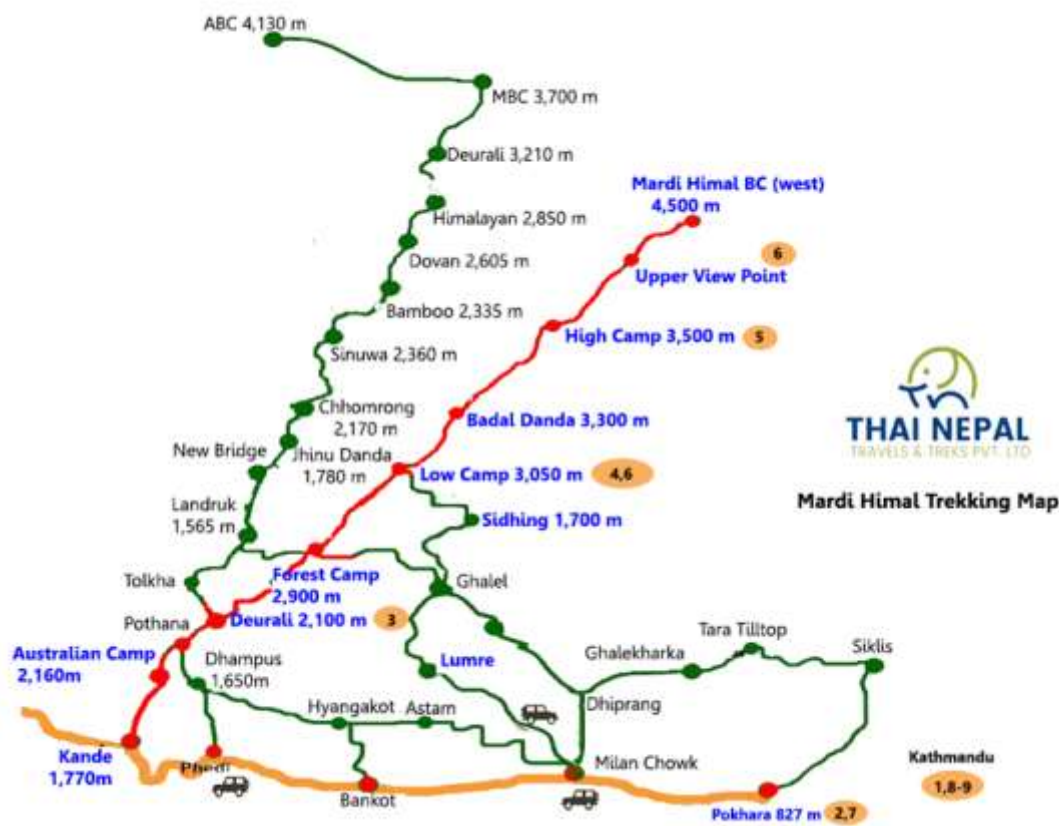 ABC 4,130 m
MBC 3,700 m
Deurali 3,210 m
Mardi Himal BC (west)
4,500 m
Himalayan 2,850 m
Dovan 2,605 m
6
Upper View Point
Bamboo 2,335 m
High Camp 3,500 m
5
Sinuwa 2,360 m
Chhomrong
2,170 m
Badal Danda 3,300 m
THAI NEPAL
TRAVELS & TREKS PVT. LTD
New Bridge
Jhinu Danda
1,780 m
Low Camp 3,050 m
4,6
Mardi Himal Trekking Map
Landruk
1,565 m
Sidhing 1,700 m
Tolkha
Forest Camp
2,900 m
Ghalel
Pothana
Deurali 2,100 m
3
Tara Tilltop
Siklis
Australian Camp
2,160m
Dhampus
1,650m
Lumre
Ghalekharka
Hyangakot
Astam
Dhiprang
Kande
1,770m
Phedi
Milan Chowk
Kathmandu
1,8-9
Bankot
Pokhara 827 m
2,7